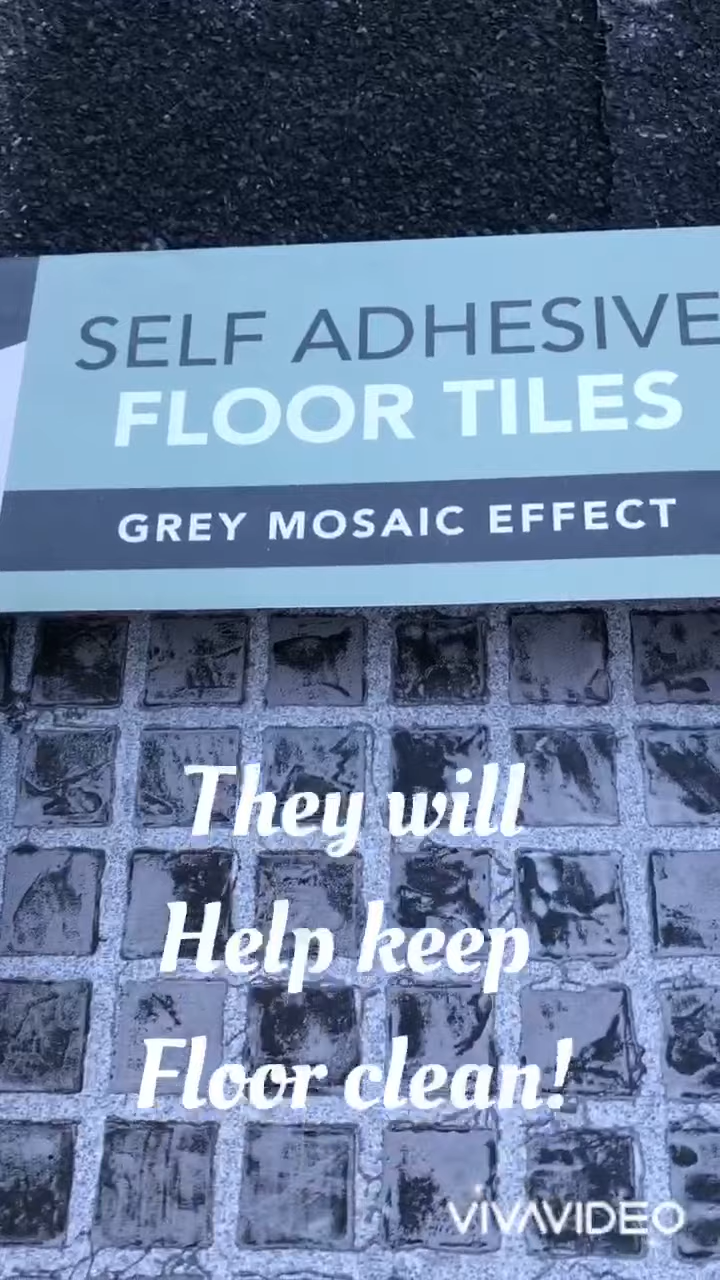 SELF ADHESIVE
FLOOR TILES
GREY MOSAIC EFFECT
They will
Help keep
Floor clean!
VIVAVIDEO